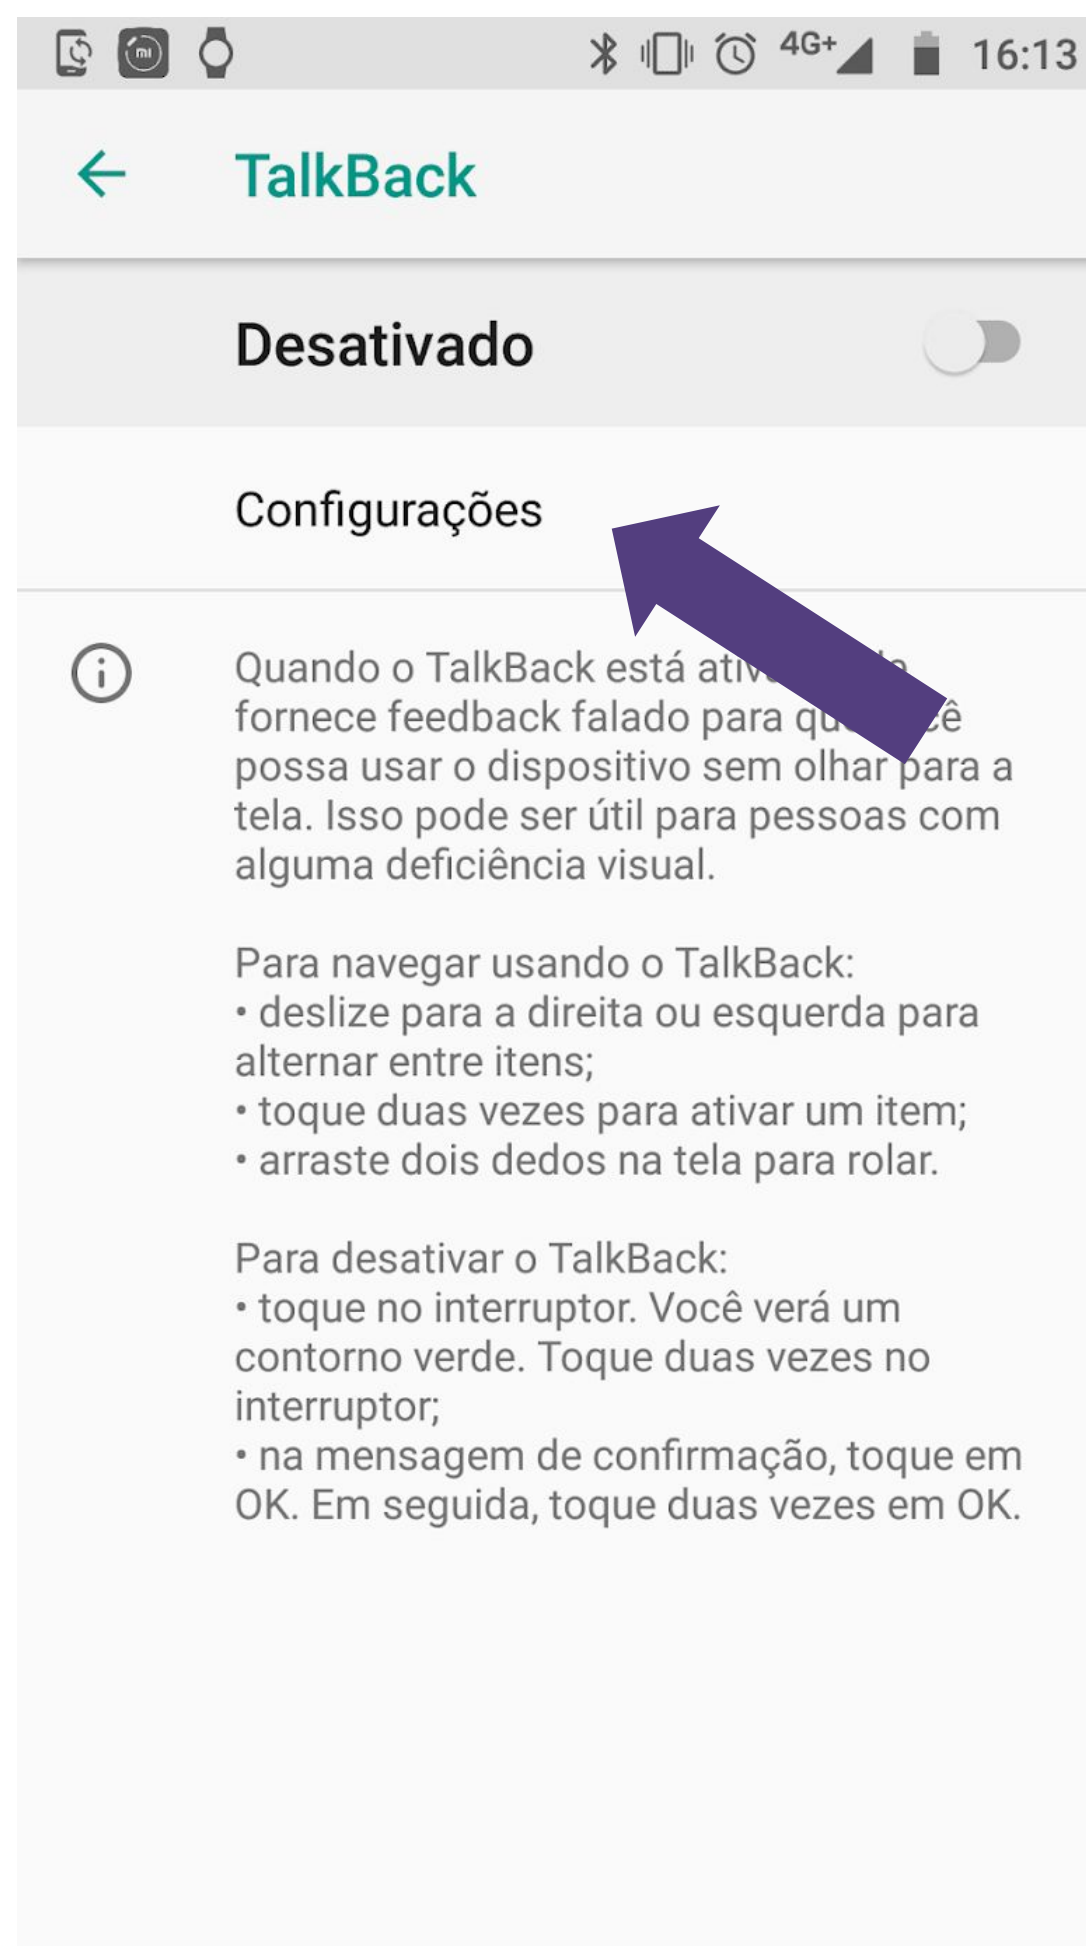 16:13
4G+
TalkBack
Desativado
Configurações
Quando o TalkBack está
fornece feedback falado para
possa usar o dispositivo sem olhar para a
tela. Isso pode ser útil para pessoas com
alguma deficiência visual.
Para navegar usando o TalkBack:
• deslize para a direita ou esquerda para
alternar entre itens;
• toque duas vezes para ativar um item;
• arraste dois dedos na tela para rolar.
Para desativar o TalkBack:
• toque no interruptor. Você verá um
contorno verde. Toque duas vezes no
interruptor;
• na mensagem de confirmação, toque em
OK. Em seguida, toque duas vezes em OK.